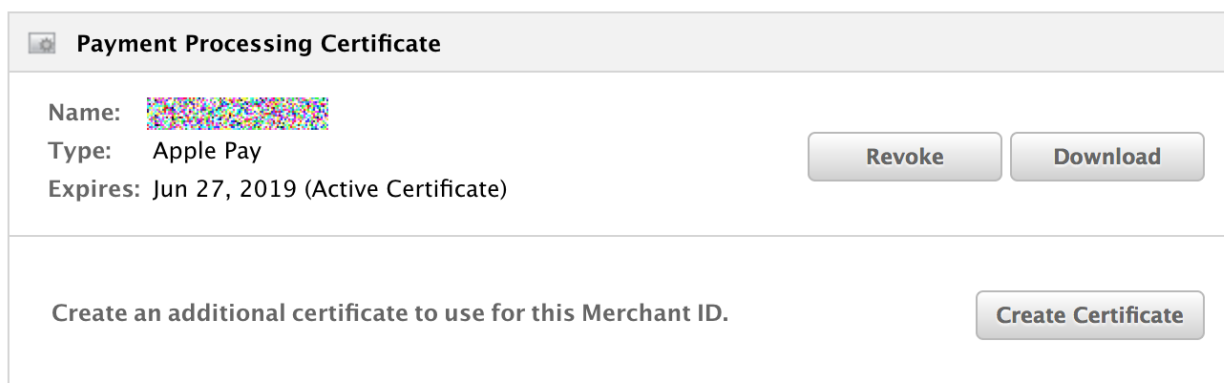 Payment Processing Certificate
Name:
Type: Apple Pay
Expires: Jun 27, 2019 (Active Certificate)
Revoke
Download
Create an additional certificate to use for this Merchant ID.
Create Certificate